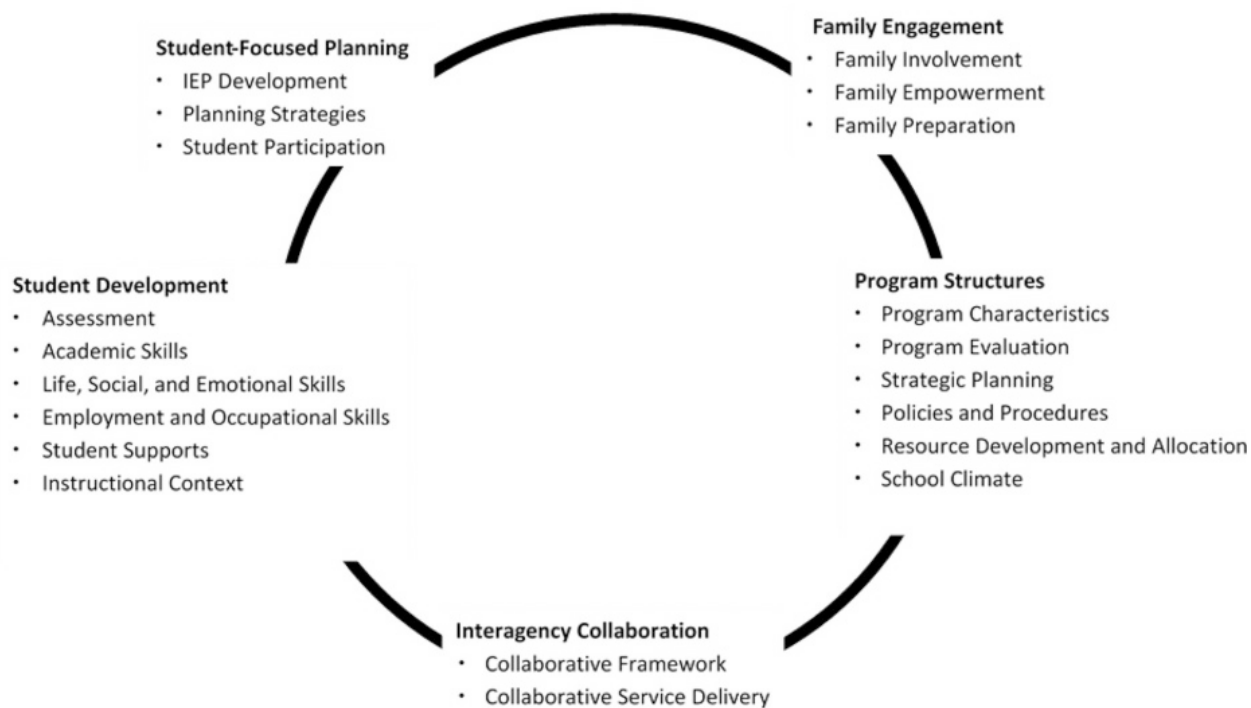 Student-Focused Planning
• IEP Development
• Planning Strategies
• Student Participation
Family Engagement
• Family Involvement
• Family Empowerment
• Family Preparation
Student Development
• Assessment
• Academic Skills
• Life, Social, and Emotional Skills
• Employment and Occupational Skills
• Student Supports
• Instructional Context
Program Structures
• Program Characteristics
• Program Evaluation
• Strategic Planning
• Policies and Procedures
• Resource Development and Allocation
• School Climate
Interagency Collaboration
• Collaborative Framework
• Collaborative Service Delivery